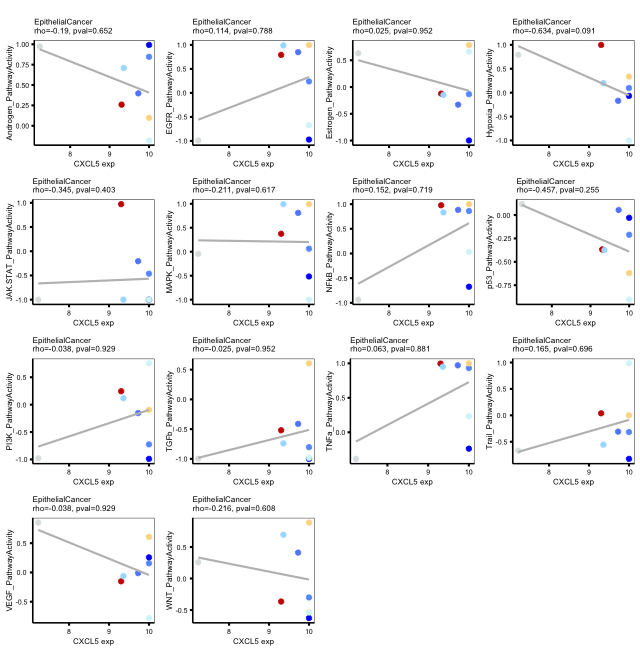 EpithelialCancer
rho=-0.19, pval=0.652
Androgen_PathwayActivity
1.00
0.75
0.50
0.25
0.00
8
9
10
CXCL5 exp
EpithelialCancer
rho=0.114, pval=0.788
EGFR_PathwayActivity
1.0
0.5
0.0
-0.5
-1.0
8
9
10
CXCL5 exp
EpithelialCancer
rho=0.025, pval=0.952
Estrogen_PathwayActivity
0.5
0.0
-0.5
-1.0
8
9
10
CXCL5 exp
EpithelialCancer
rho=-0.634, pval=0.091
Hypoxia_PathwayActivity
1.0
0.5
0.0
-0.5
-1.0
8
9
10
CXCL5 exp
EpithelialCancer
rho=-0.345, pval=0.403
JAK.STAT_PathwayActivity
1.0
0.5
0.0
-0.5
-1.0
8
9
10
CXCL5 exp
EpithelialCancer
rho=-0.211, pval=0.617
MAPK_PathwayActivity
1.0
0.5
0.0
-0.5
-1.0
8
9
10
CXCL5 exp
EpithelialCancer
rho=0.152, pval=0.719
NFkB_PathwayActivity
1.0
0.5
0.0
-0.5
-1.0
8
9
10
CXCL5 exp
EpithelialCancer
rho=-0.457, pval=0.255
p53_PathwayActivity
0.00
-0.25
-0.50
-0.75
8
9
10
CXCL5 exp
EpithelialCancer
rho=-0.038, pval=0.929
PI3K_PathwayActivity
0.5
0.0
-0.5
-1.0
8
9
10
CXCL5 exp
EpithelialCancer
rho=-0.025, pval=0.952
TGFb_PathwayActivity
0.5
0.0
-0.5
-1.0
8
9
10
CXCL5 exp
EpithelialCancer
rho=0.063, pval=0.881
TNFa_PathwayActivity
1.0
0.5
0.0
8
9
10
CXCL5 exp
EpithelialCancer
rho=0.165, pval=0.696
Trail_PathwayActivity
1.0
0.5
0.0
-0.5
8
9
10
CXCL5 exp
EpithelialCancer
rho=-0.038, pval=0.929
VEGF_PathwayActivity
0.5
0.0
-0.5
8
9
10
CXCL5 exp
EpithelialCancer
rho=-0.216, pval=0.608
WNT_PathwayActivity
0.5
0.0
-0.5
8
9
10
CXCL5 exp